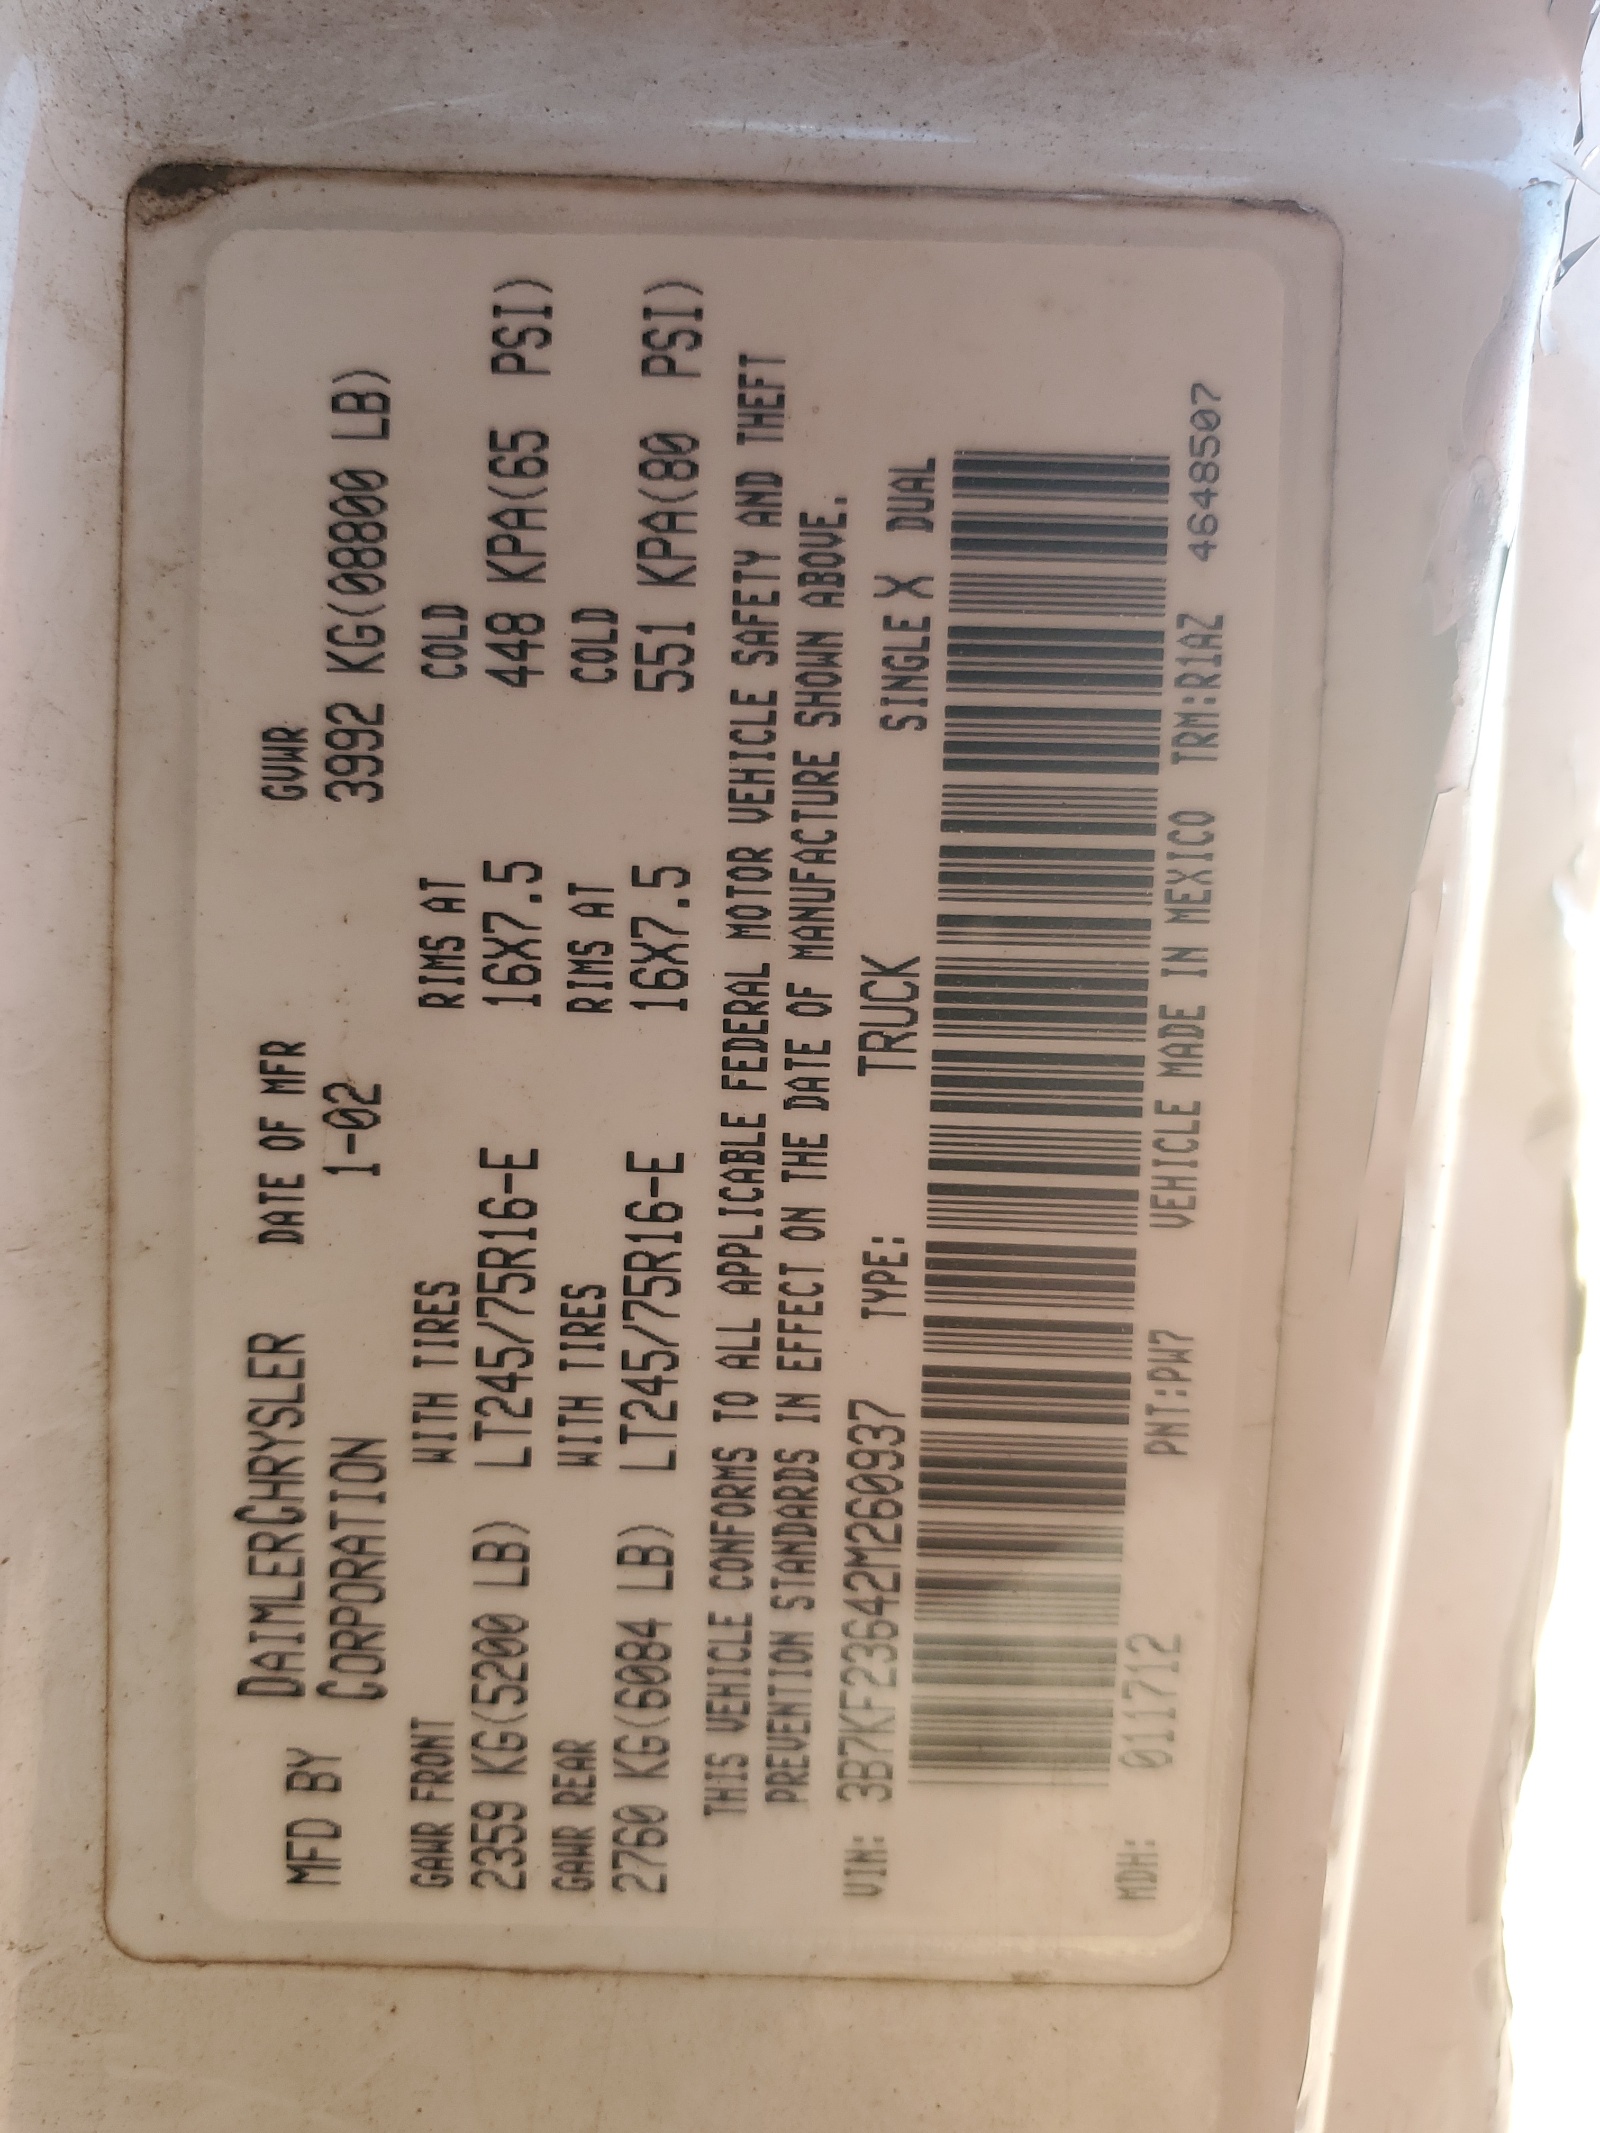 MFD BY DAIMLERCHRYSLER CORPORATION DATE OF MFR 1-02 GVWR 3992 KG(08800 LB)
GAWR FRONT WITH TIRES RIMS AT COLD
2359 KG(5200 LB) LT245/75R16-E 16X7.5 448 KPA(65 PSI)
GAWR REAR WITH TIRES RIMS AT COLD
2760 KG(6084 LB) LT245/75R16-E 16X7.5 551 KPA(80 PSI)
THIS VEHICLE CONFORMS TO ALL APPLICABLE FEDERAL MOTOR VEHICLE SAFETY AND THEFT
PREVENTION STANDARDS IN EFFECT ON THE DATE OF MANUFACTURE SHOWN ABOVE.
VIN: 3B7KF23642M260937 TYPE: TRUCK SINGLE X DUAL
MDH: 011712 PNT:PW7 VEHICLE MADE IN MEXICO TRM:R1AZ 4648507